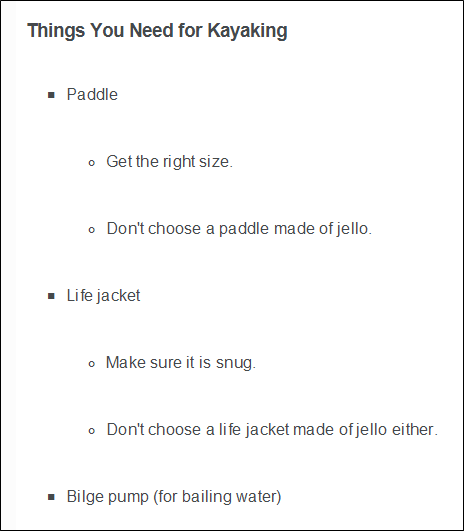 Things You Need for Kayaking
Paddle
Get the right size.
Don't choose a paddle made of jello.
Life jacket
Make sure it is snug.
Don't choose a life jacket made of jello either.
Bilge pump (for bailing water)